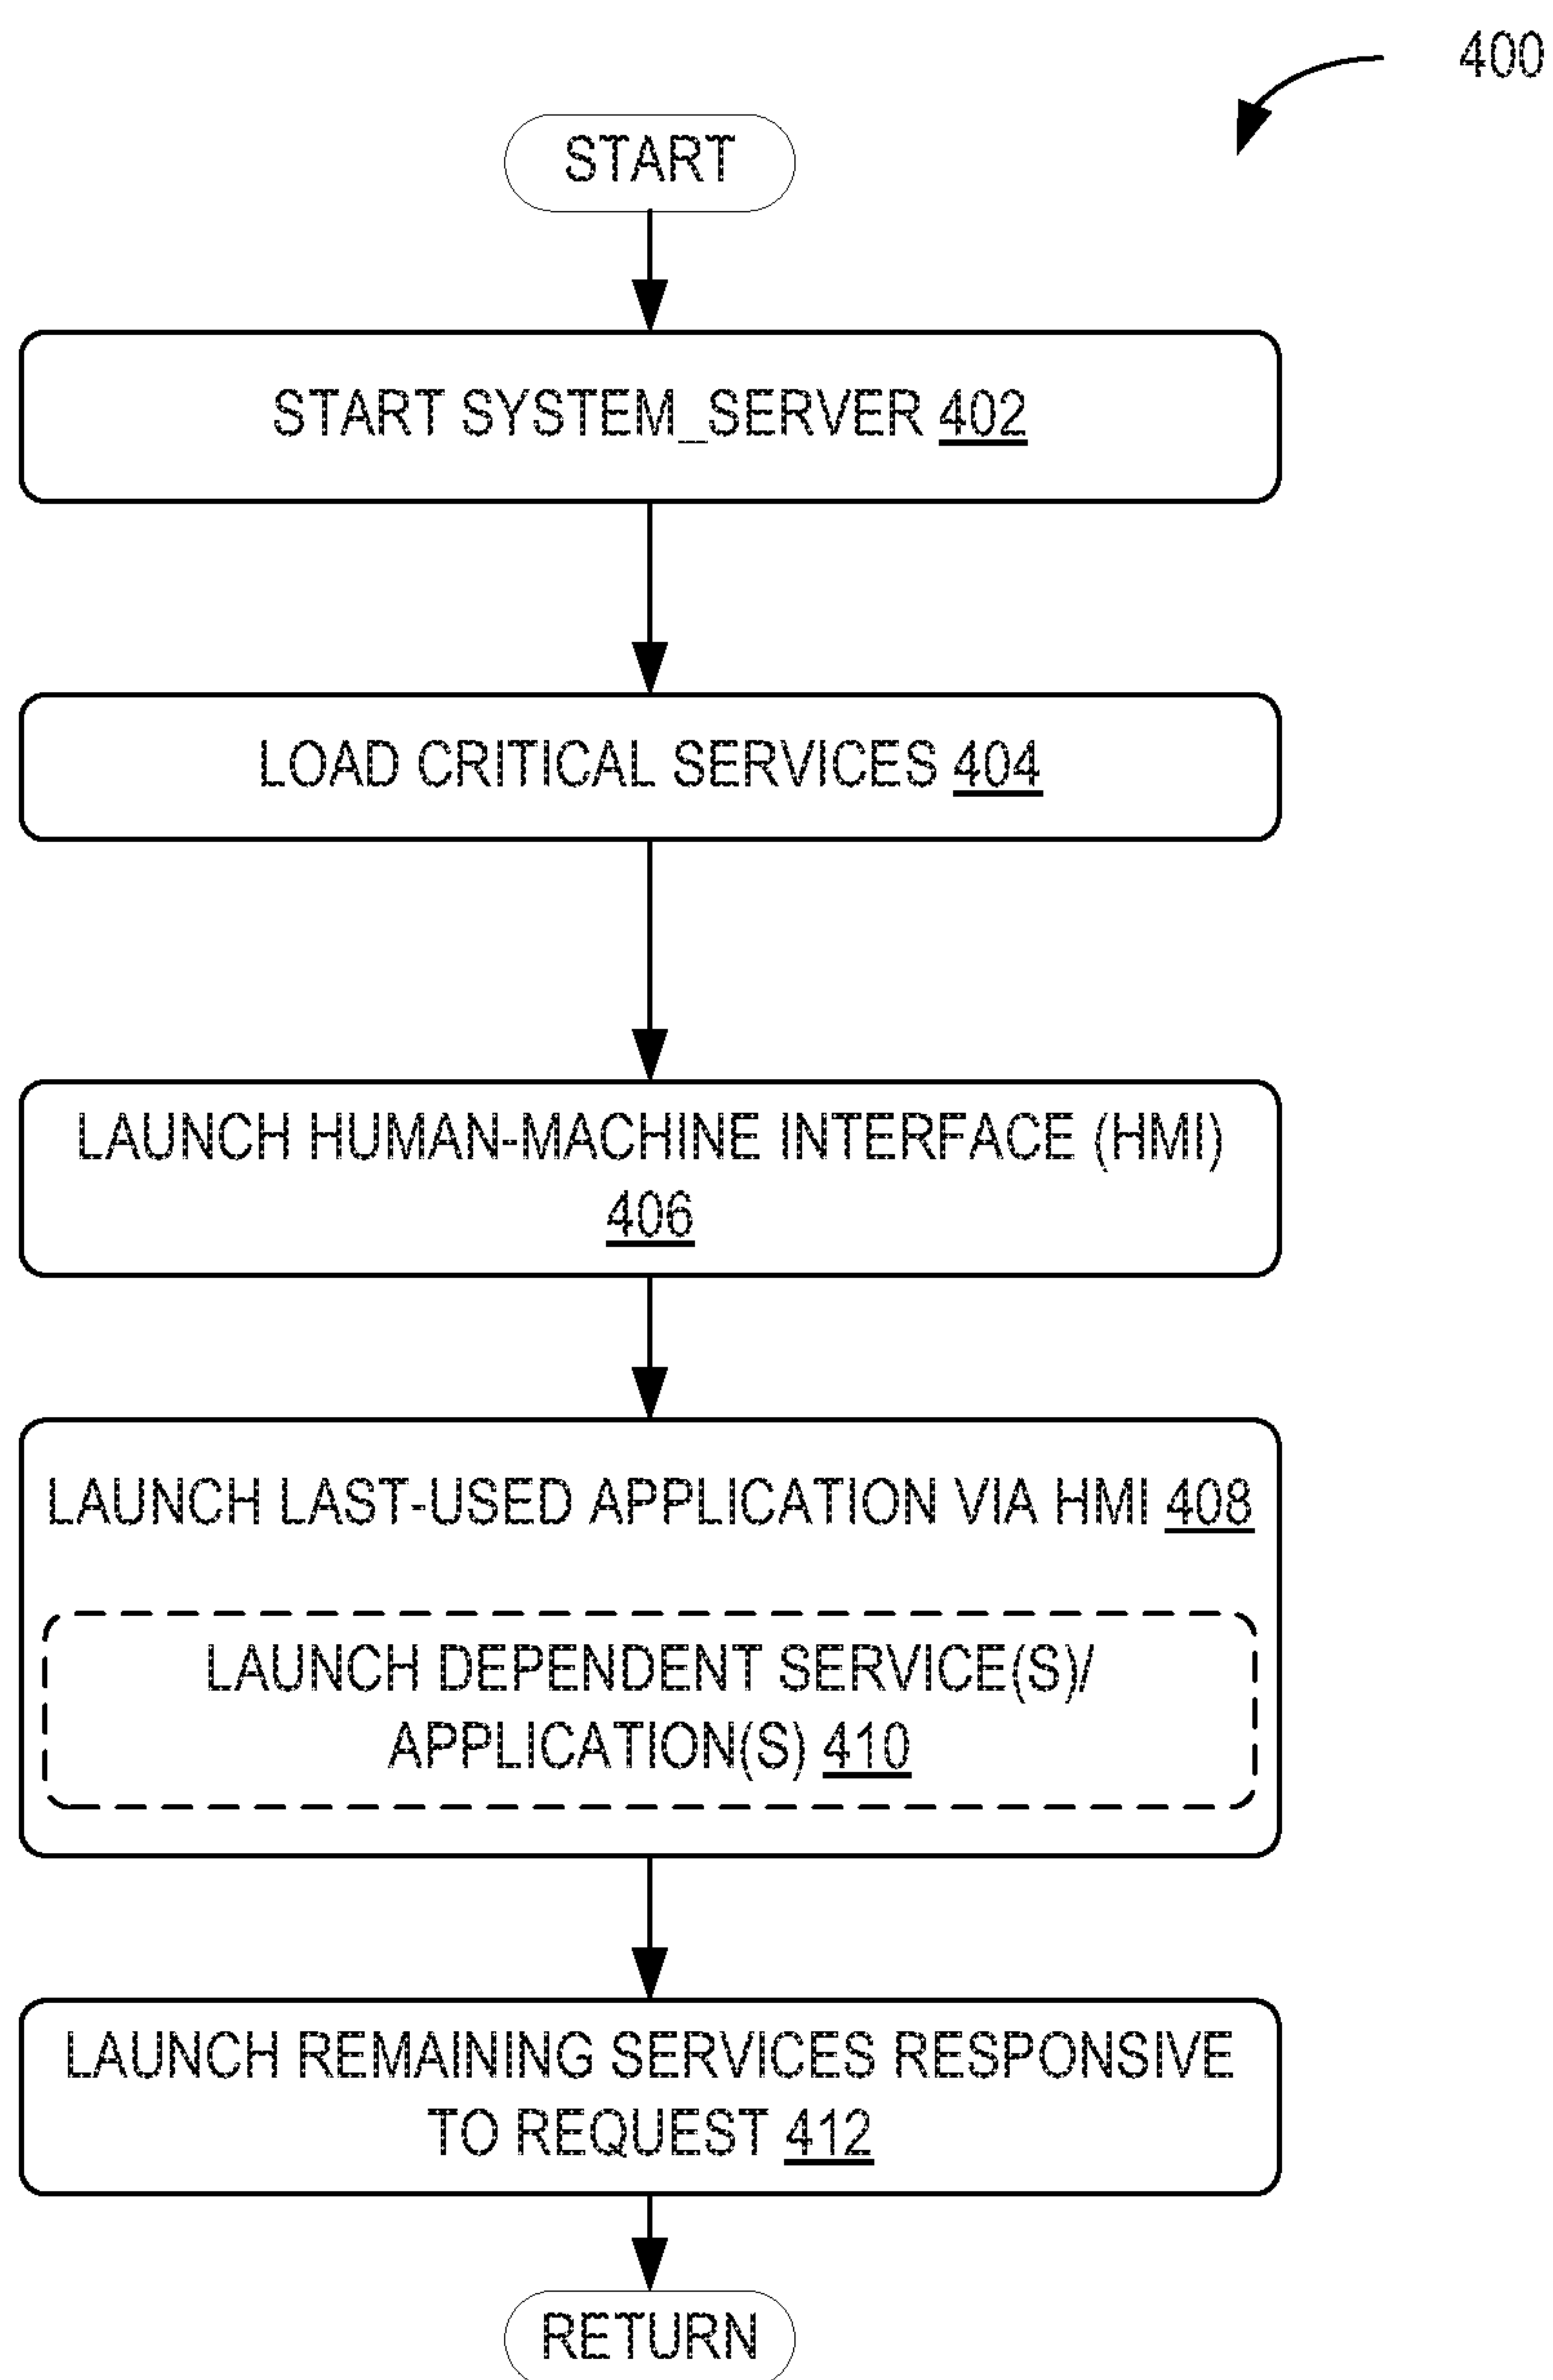 400
START
START SYSTEM_SERVER 402
LOAD CRITICAL SERVICES 404
LAUNCH HUMAN-MACHINE INTERFACE (HMI)
406
LAUNCH LAST-USED APPLICATION VIA HMI 408
LAUNCH DEPENDENT SERVICE(S)/
APPLICATION(S) 410
LAUNCH REMAINING SERVICES RESPONSIVE
TO REQUEST 412
RETURN